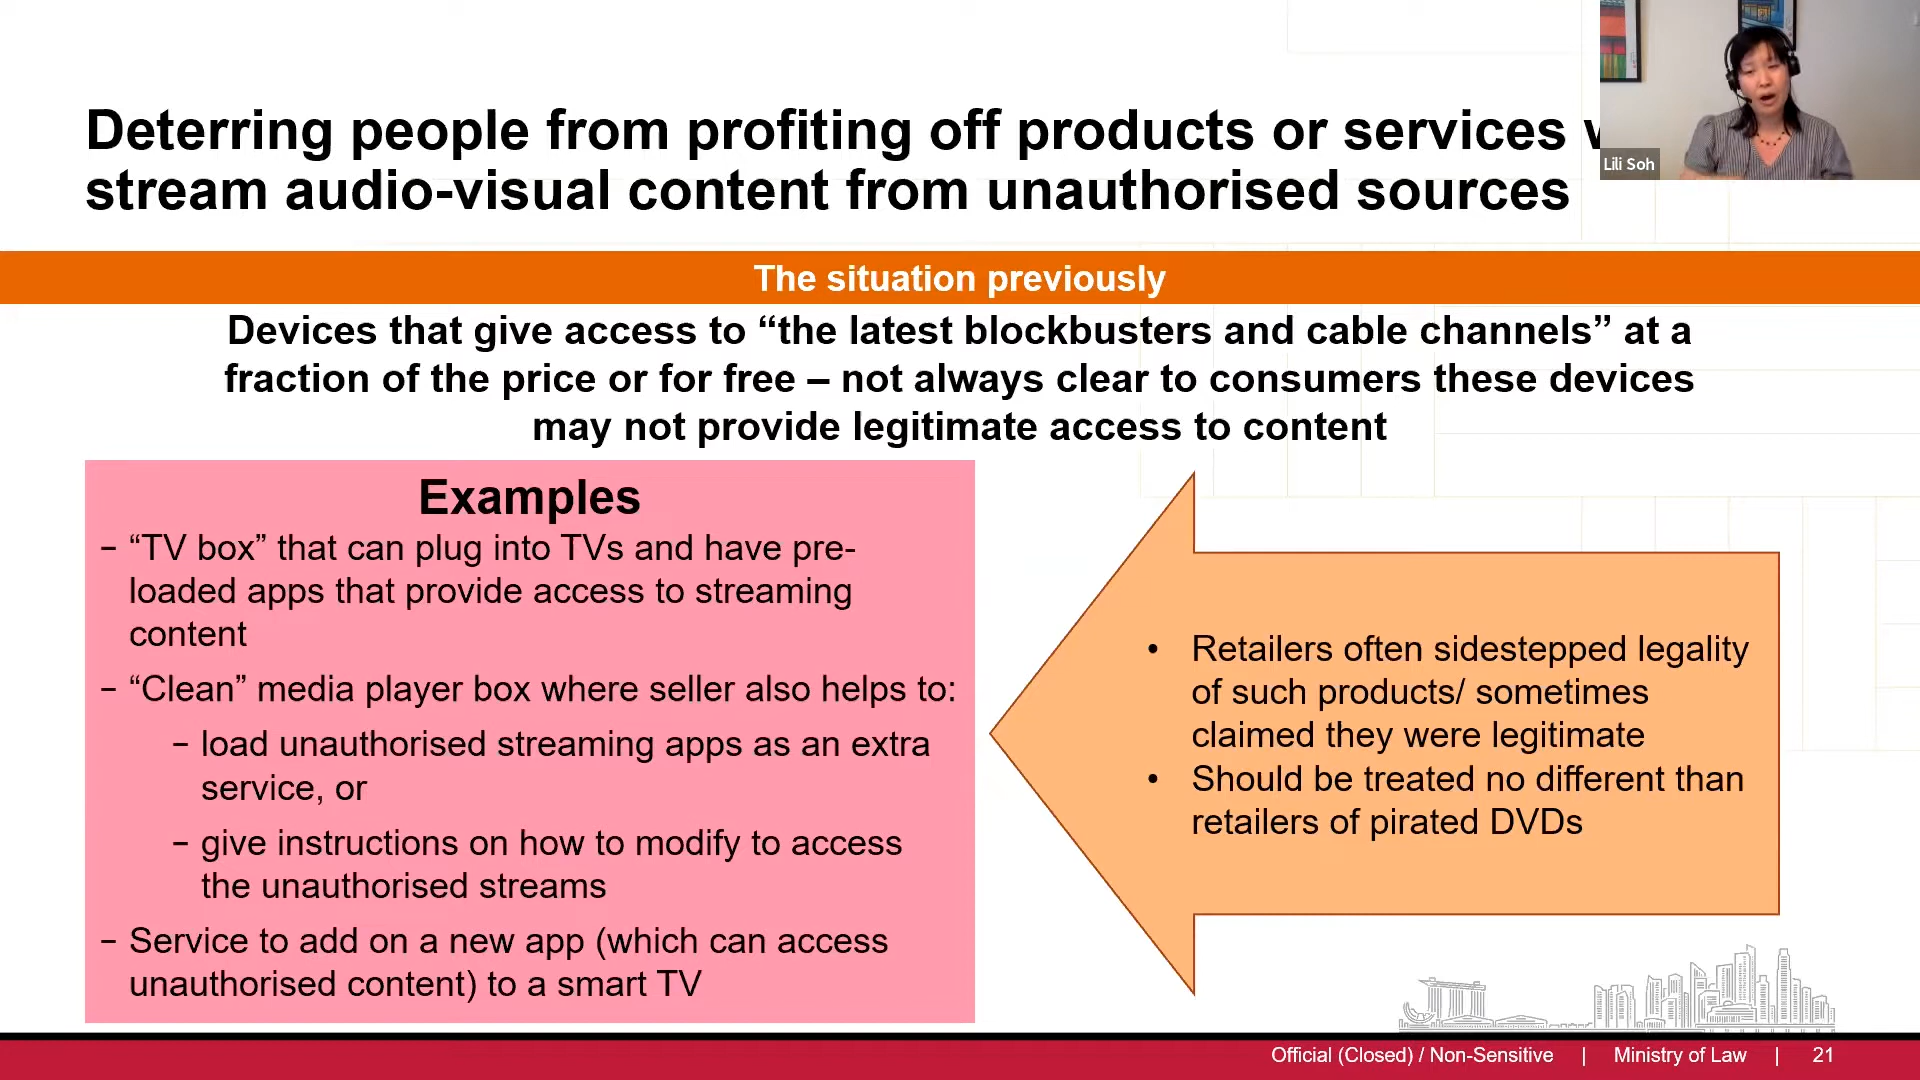 Deterring people from profiting off products or services
stream audio-visual content from unauthorised sources
Lili Soh
The situation previously
Devices that give access to “the latest blockbusters and cable channels” at a
fraction of the price or for free – not always clear to consumers these devices
may not provide legitimate access to content
Examples
− “TV box” that can plug into TVs and have pre-
loaded apps that provide access to streaming
content
− “Clean” media player box where seller also helps to:
− load unauthorised streaming apps as an extra
service, or
− give instructions on how to modify to access
the unauthorised streams
− Service to add on a new app (which can access
unauthorised content) to a smart TV
• Retailers often sidestepped legality
of such products/ sometimes
claimed they were legitimate
• Should be treated no different than
retailers of pirated DVDs
Official (Closed) / Non-Sensitive | Ministry of Law | 21